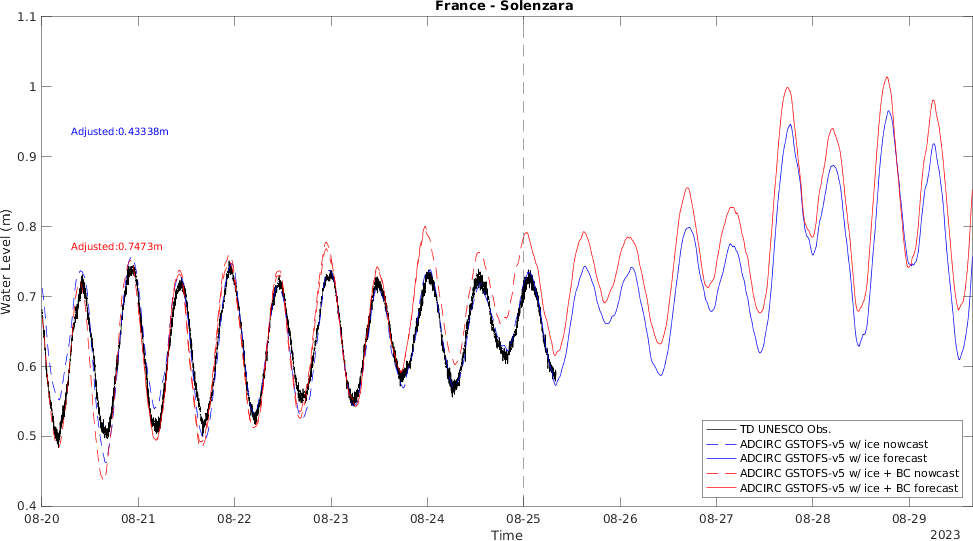 France - Solenzara
1.1
1
0.9
0.8
0.7
0.6
0.5
0.4
Water Level (m)
Adjusted:0.43338m
Adjusted:0.7473m
TD UNESCO Obs.
ADCIRC GSTOFS-v5 w/ ice nowcast
ADCIRC GSTOFS-v5 w/ ice forecast
ADCIRC GSTOFS-v5 w/ ice + BC nowcast
ADCIRC GSTOFS-v5 w/ ice + BC forecast
08-20 08-21 08-22 08-23 08-24 08-25 08-26 08-27 08-28 08-29
Time
2023